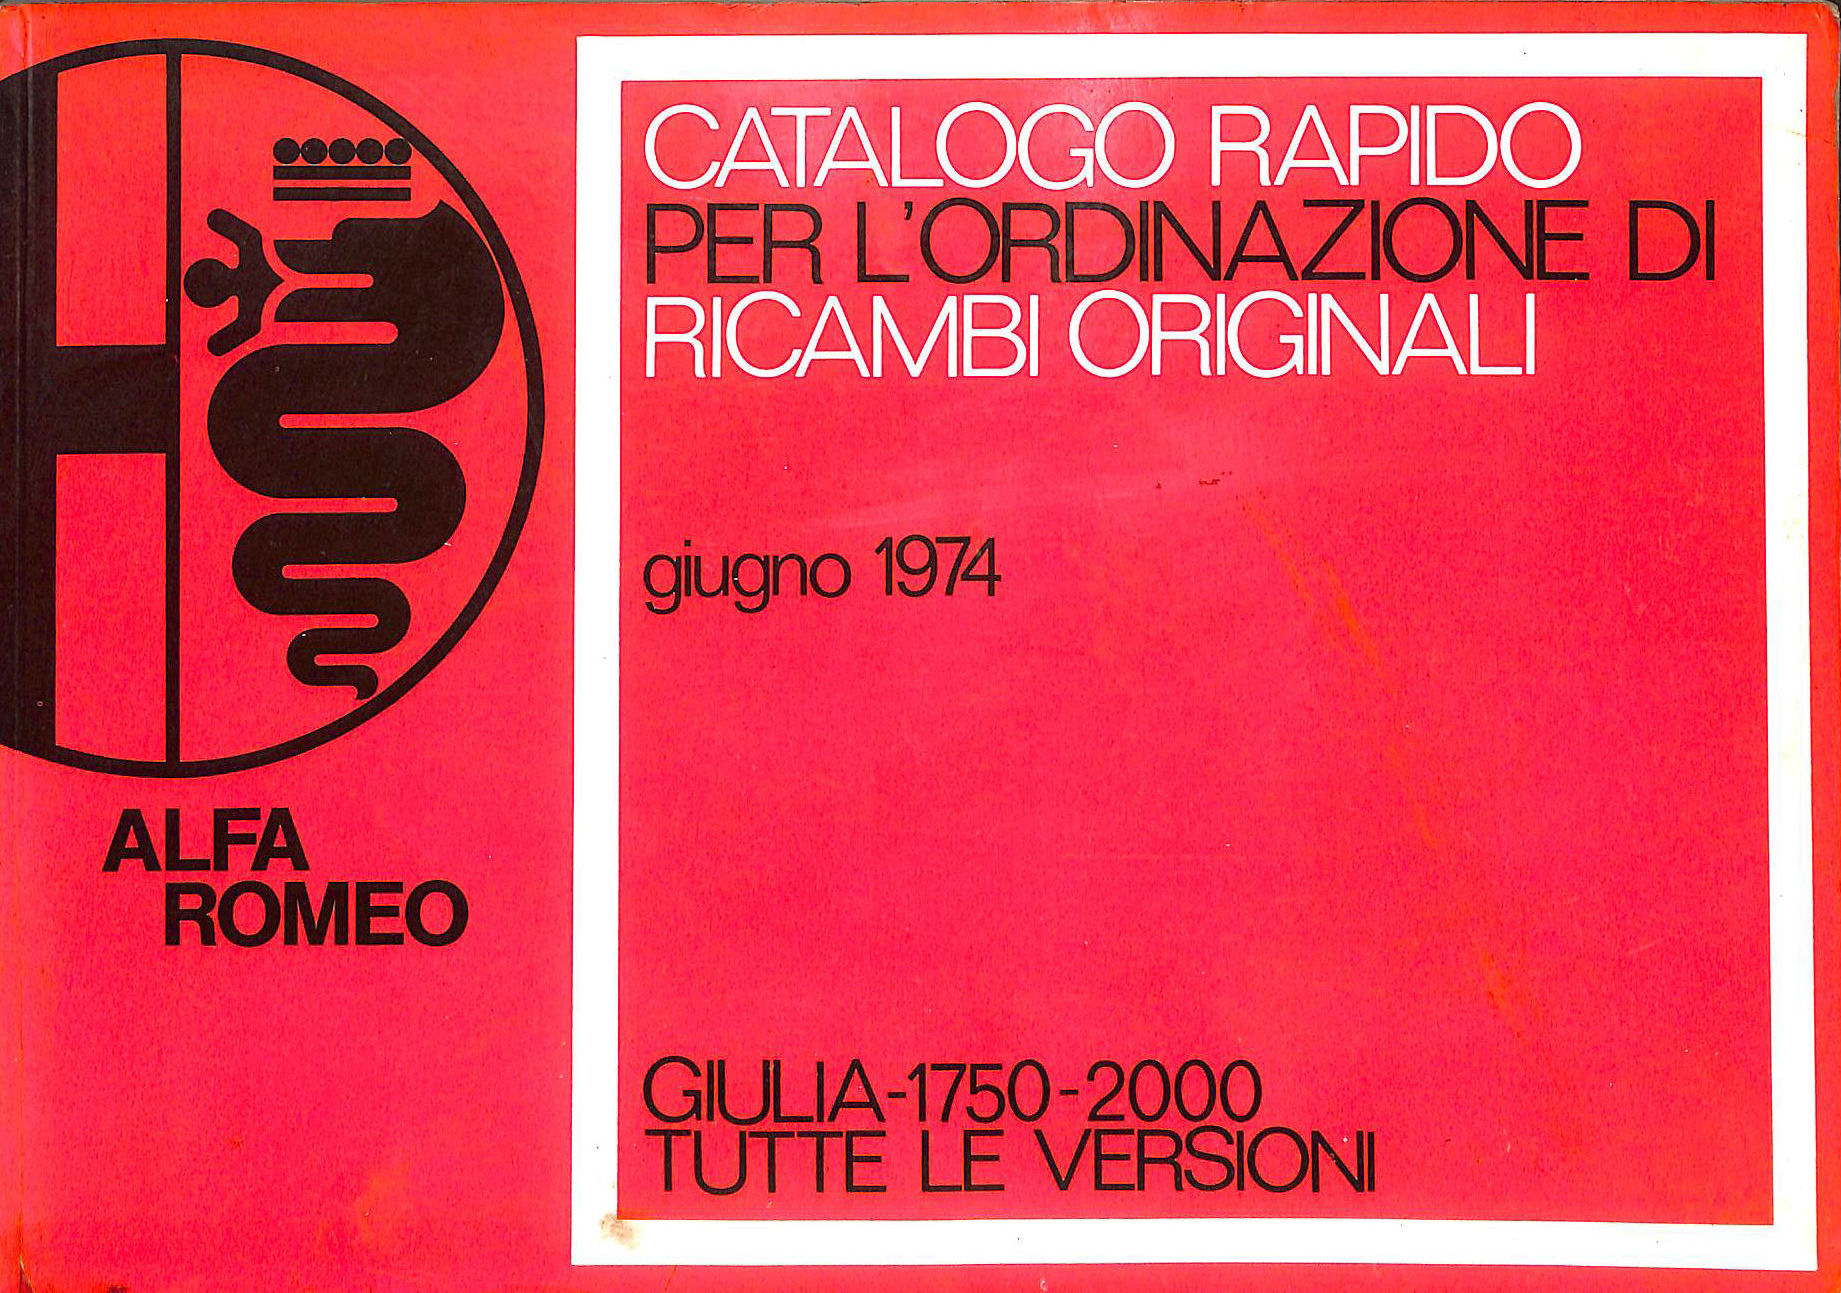 CATALOGO RAPIDO
PER L'ORDINAZIONE DI
RICAMBI ORIGINALI
giugno 1974
ALFA
ROMEO
GIULIA-1750-2000
TUTTE LE VERSIONI